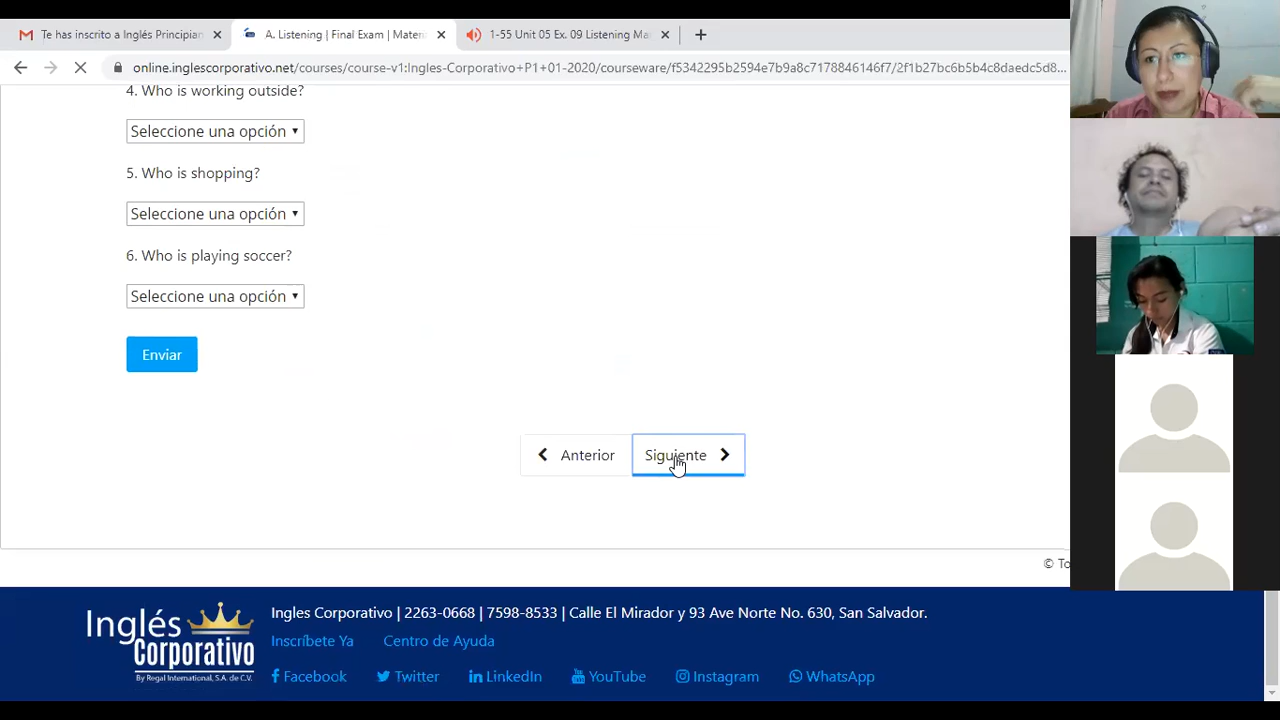 Te has inscrito a Inglés Principian
A. Listening | Final Exam | Mater
1-55 Unit 05 Ex. 09 Listening Ma
online.inglescorporativo.net/courses/course-v1:Ingles-Corporativo+P1+01-2020/courseware/f5342295b2594e7b9a8c7178846146f7/2f1b27bc6b5b4c8daedc5d8...
4. Who is working outside?
Seleccione una opción
5. Who is shopping?
Seleccione una opción
6. Who is playing soccer?
Seleccione una opción
Enviar
Anterior
Siguiente
© To
Inglés Corporativo
By Regal International, S.A. de C.V.
Ingles Corporativo | 2263-0668 | 7598-8533 | Calle El Mirador y 93 Ave Norte No. 630, San Salvador.
Inscríbete Ya Centro de Ayuda
Facebook Twitter LinkedIn YouTube Instagram WhatsApp